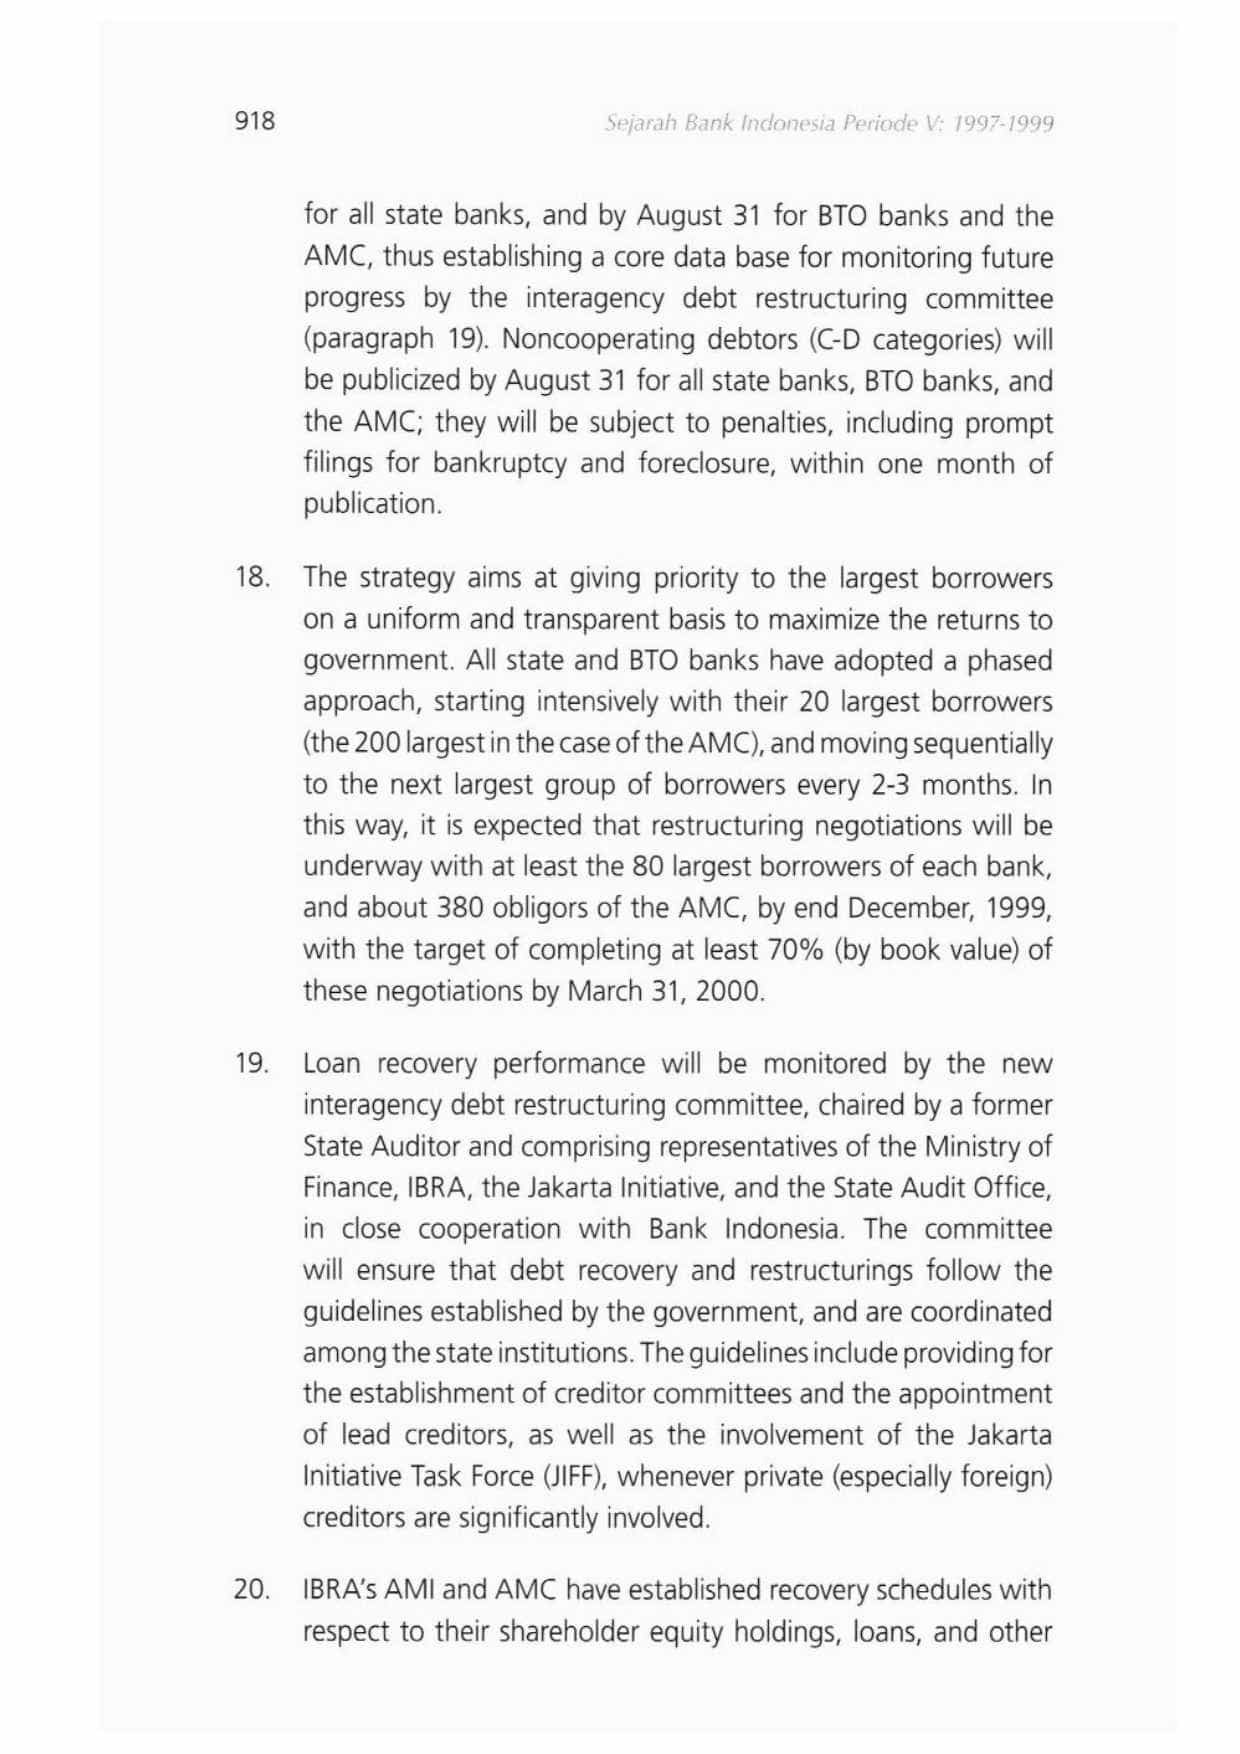 918
Sejarah Bank Indonesia Periode V: 1997-1999
for all state banks, and by August 31 for BTO banks and the
AMC, thus establishing a core data base for monitoring future
progress by the interagency debt restructuring committee
(paragraph 19). Noncooperating debtors (C-D categories) will
be publicized by August 31 for all state banks, BTO banks, and
the AMC; they will be subject to penalties, including prompt
filings for bankruptcy and foreclosure, within one month of
publication.
18. The strategy aims at giving priority to the largest borrowers
on a uniform and transparent basis to maximize the returns to
government. All state and BTO banks have adopted a phased
approach, starting intensively with their 20 largest borrowers
(the 200 largest in the case of the AMC), and moving sequentially
to the next largest group of borrowers every 2-3 months. In
this way, it is expected that restructuring negotiations will be
underway with at least the 80 largest borrowers of each bank,
and about 380 obligors of the AMC, by end December, 1999,
with the target of completing at least 70% (by book value) of
these negotiations by March 31, 2000.
19. Loan recovery performance will be monitored by the new
interagency debt restructuring committee, chaired by a former
State Auditor and comprising representatives of the Ministry of
Finance, IBRA, the Jakarta Initiative, and the State Audit Office,
in close cooperation with Bank Indonesia. The committee
will ensure that debt recovery and restructurings follow the
guidelines established by the government, and are coordinated
among the state institutions. The guidelines include providing for
the establishment of creditor committees and the appointment
of lead creditors, as well as the involvement of the Jakarta
Initiative Task Force (JIFF), whenever private (especially foreign)
creditors are significantly involved.
20. IBRA's AMI and AMC have established recovery schedules with
respect to their shareholder equity holdings, loans, and other